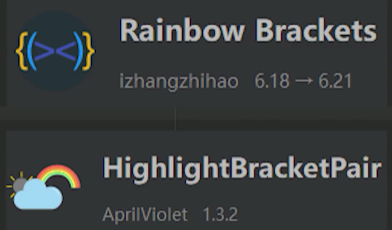 Rainbow Brackets
izhangzhihao 6.18 → 6.21
HighlightBracketPair
AprilViolet 1.3.2